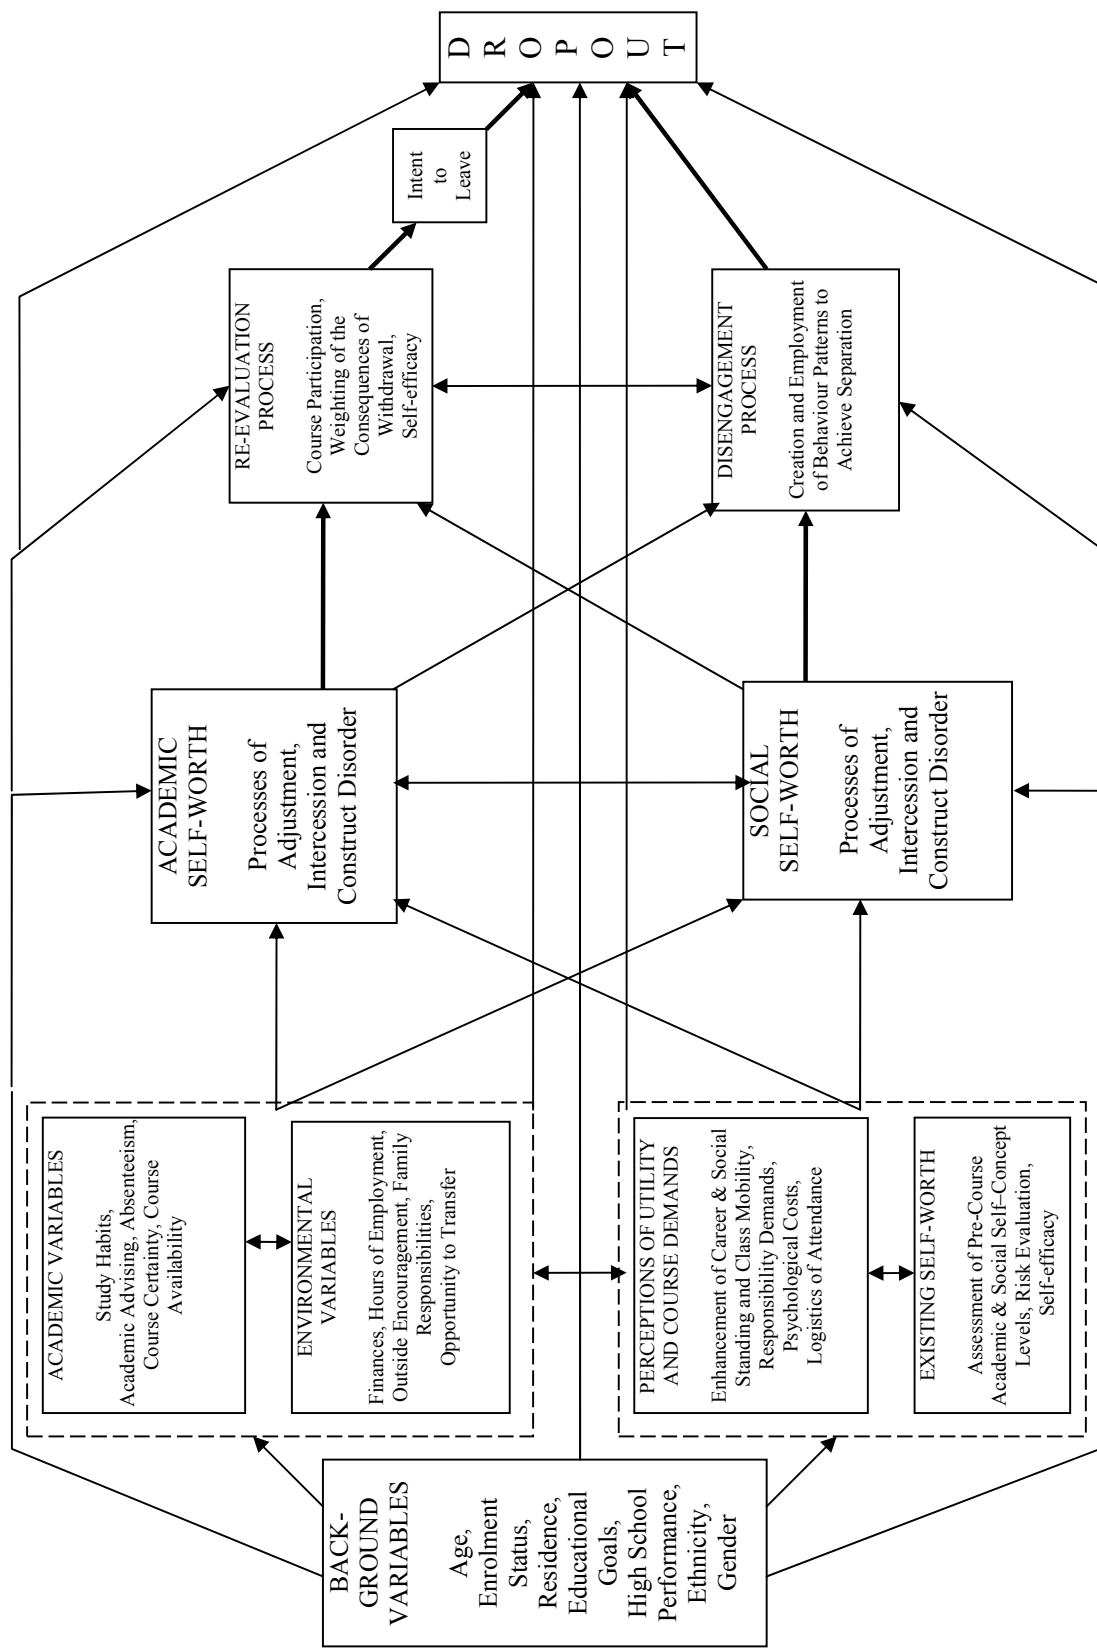 BACK-
GROUND
VARIABLES
Age,
Enrolment
Status,
Residence,
Educational
Goals,
High School
Performance,
Ethnicity,
Gender
ACADEMIC VARIABLES
Study Habits,
Academic Advising, Absenteeism,
Course Certainty, Course
Availability
ENVIRONMENTAL
VARIABLES
Finances, Hours of Employment,
Outside Encouragement, Family
Responsibilities,
Opportunity to Transfer
PERCEPTIONS OF UTILITY
AND COURSE DEMANDS
Enhancement of Career & Social
Standing and Class Mobility,
Responsibility Demands,
Psychological Costs,
Logistics of Attendance
EXISTING SELF-WORTH
Assessment of Pre-Course
Academic & Social Self–Concept
Levels, Risk Evaluation,
Self-efficacy
ACADEMIC
SELF-WORTH
Processes of
Adjustment,
Intercession and
Construct Disorder
SOCIAL
SELF-WORTH
Processes of
Adjustment,
Intercession and
Construct Disorder
RE-EVALUATION
PROCESS
Course Participation,
Weighting of the
Consequences of
Withdrawal,
Self-efficacy
DISENGAGEMENT
PROCESS
Creation and Employment
of Behaviour Patterns to
Achieve Separation
Intent
to
Leave
D
R
O
P
O
U
T